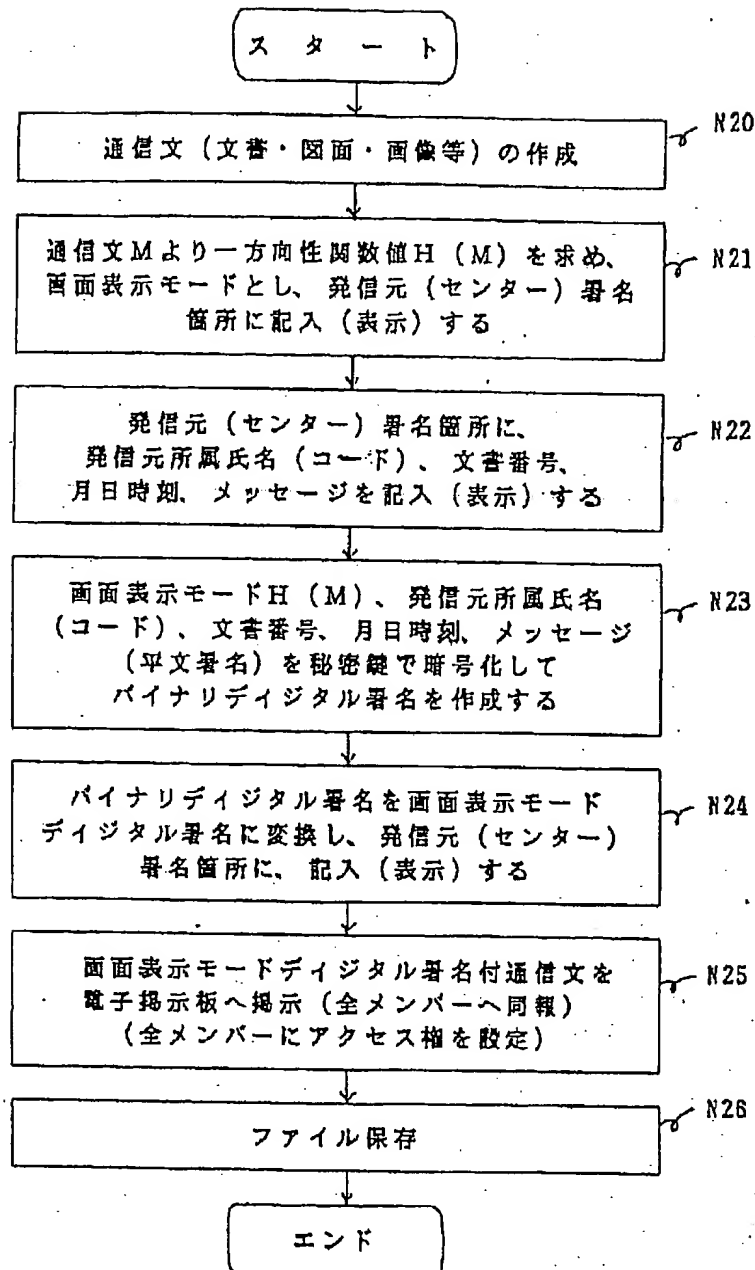 スタート
N20
通信文(文書・図面・画像等)の作成
N21
通信文Mより一方向性関数値H(M)を求め、
画面表示モードとし、発信元(センター)署名
箇所に記入(表示)する
N22
発信元(センター)署名箇所に、
発信元所属氏名(コード)、文書番号、
月日時刻、メッセージを記入(表示)する
N23
画面表示モードH(M)、発信元所属氏名
(コード)、文書番号、月日時刻、メッセージ
(平文署名)を秘密鍵で暗号化して
バイナリディジタル署名を作成する
N24
バイナリディジタル署名を画面表示モード
ディジタル署名に変換し、発信元(センター)
署名箇所に、記入(表示)する
N25
画面表示モードディジタル署名付通信文を
電子掲示板へ掲示(全メンバーへ同報)
(全メンバーにアクセス権を設定)
N26
ファイル保存
エンド